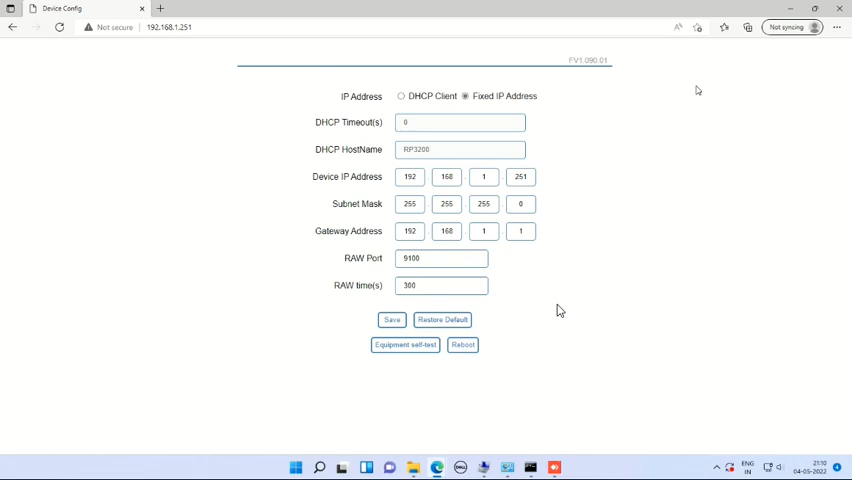 Device Config
Not secure 192.168.1.251
Not syncing
FV1.090.01
IP Address DHCP Client Fixed IP Address
DHCP Timeout(s) 0
DHCP HostName RP3200
Device IP Address 192 . 168 . 1 . 251
Subnet Mask 255 . 255 . 255 . 0
Gateway Address 192 . 168 . 1 . 1
RAW Port 9100
RAW time(s) 300
Save Restore Default
Equipment self-test Reboot
DELL
ENG
IN
21:10
04-05-2022
4